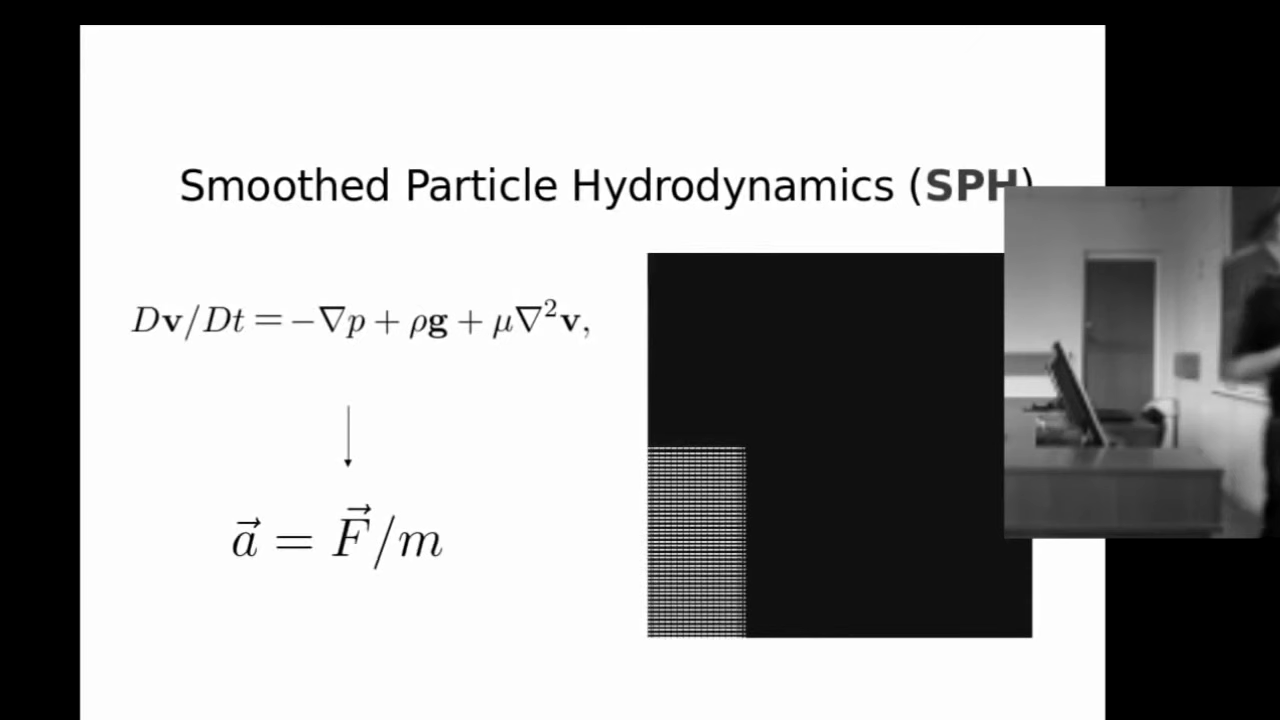 Smoothed Particle Hydrodynamics (SPH)
Dv/Dt = −∇p + ρg + μ∇²v,
a⃗ = F⃗/m